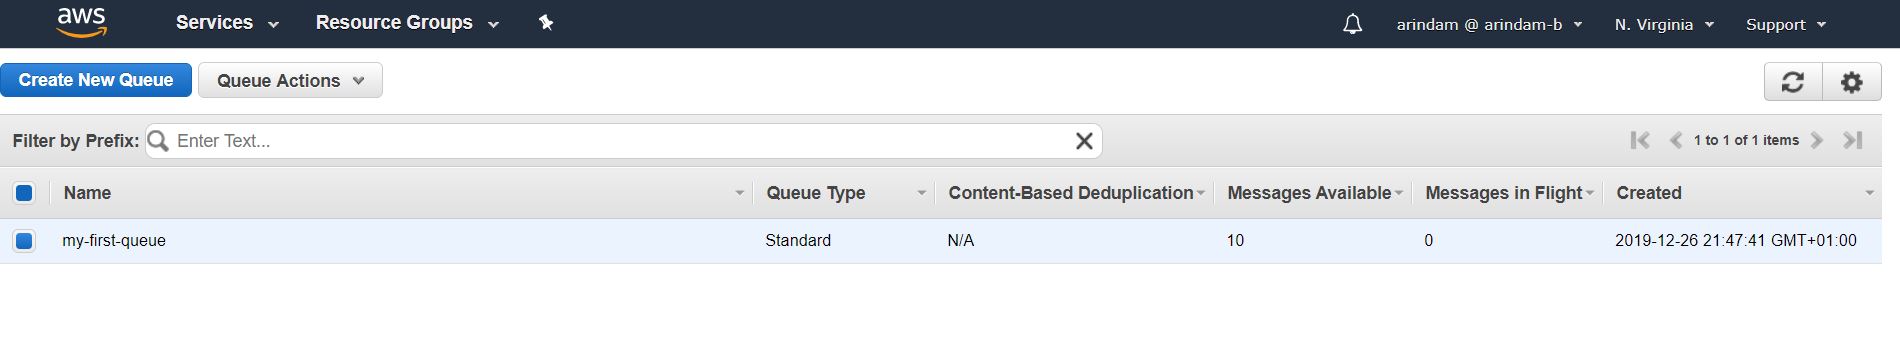 aws Services Resource Groups arindam @ arindam-b N. Virginia Support
Create New Queue Queue Actions
Filter by Prefix: Enter Text... 1 to 1 of 1 items
Name Queue Type Content-Based Deduplication Messages Available Messages in Flight Created
my-first-queue Standard N/A 10 0 2019-12-26 21:47:41 GMT+01:00